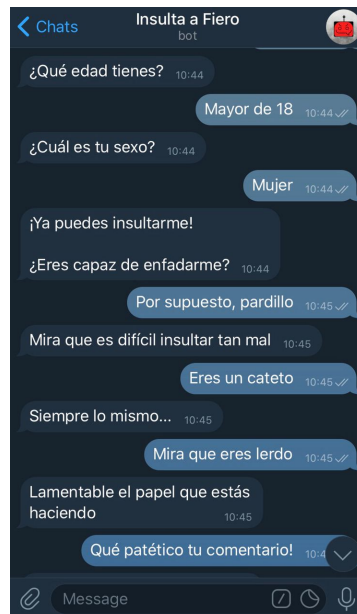 Chats
Insulta a Fiero
bot
¿Qué edad tienes? 10:44
Mayor de 18 10:44
¿Cuál es tu sexo? 10:44
Mujer 10:44
¡Ya puedes insultarme!
¿Eres capaz de enfadarme? 10:44
Por supuesto, pardillo 10:45
Mira que es difícil insultar tan mal 10:45
Eres un cateto 10:45
Siempre lo mismo... 10:45
Mira que eres lerdo 10:45
Lamentable el papel que estás
haciendo 10:45
Qué patético tu comentario!
Message